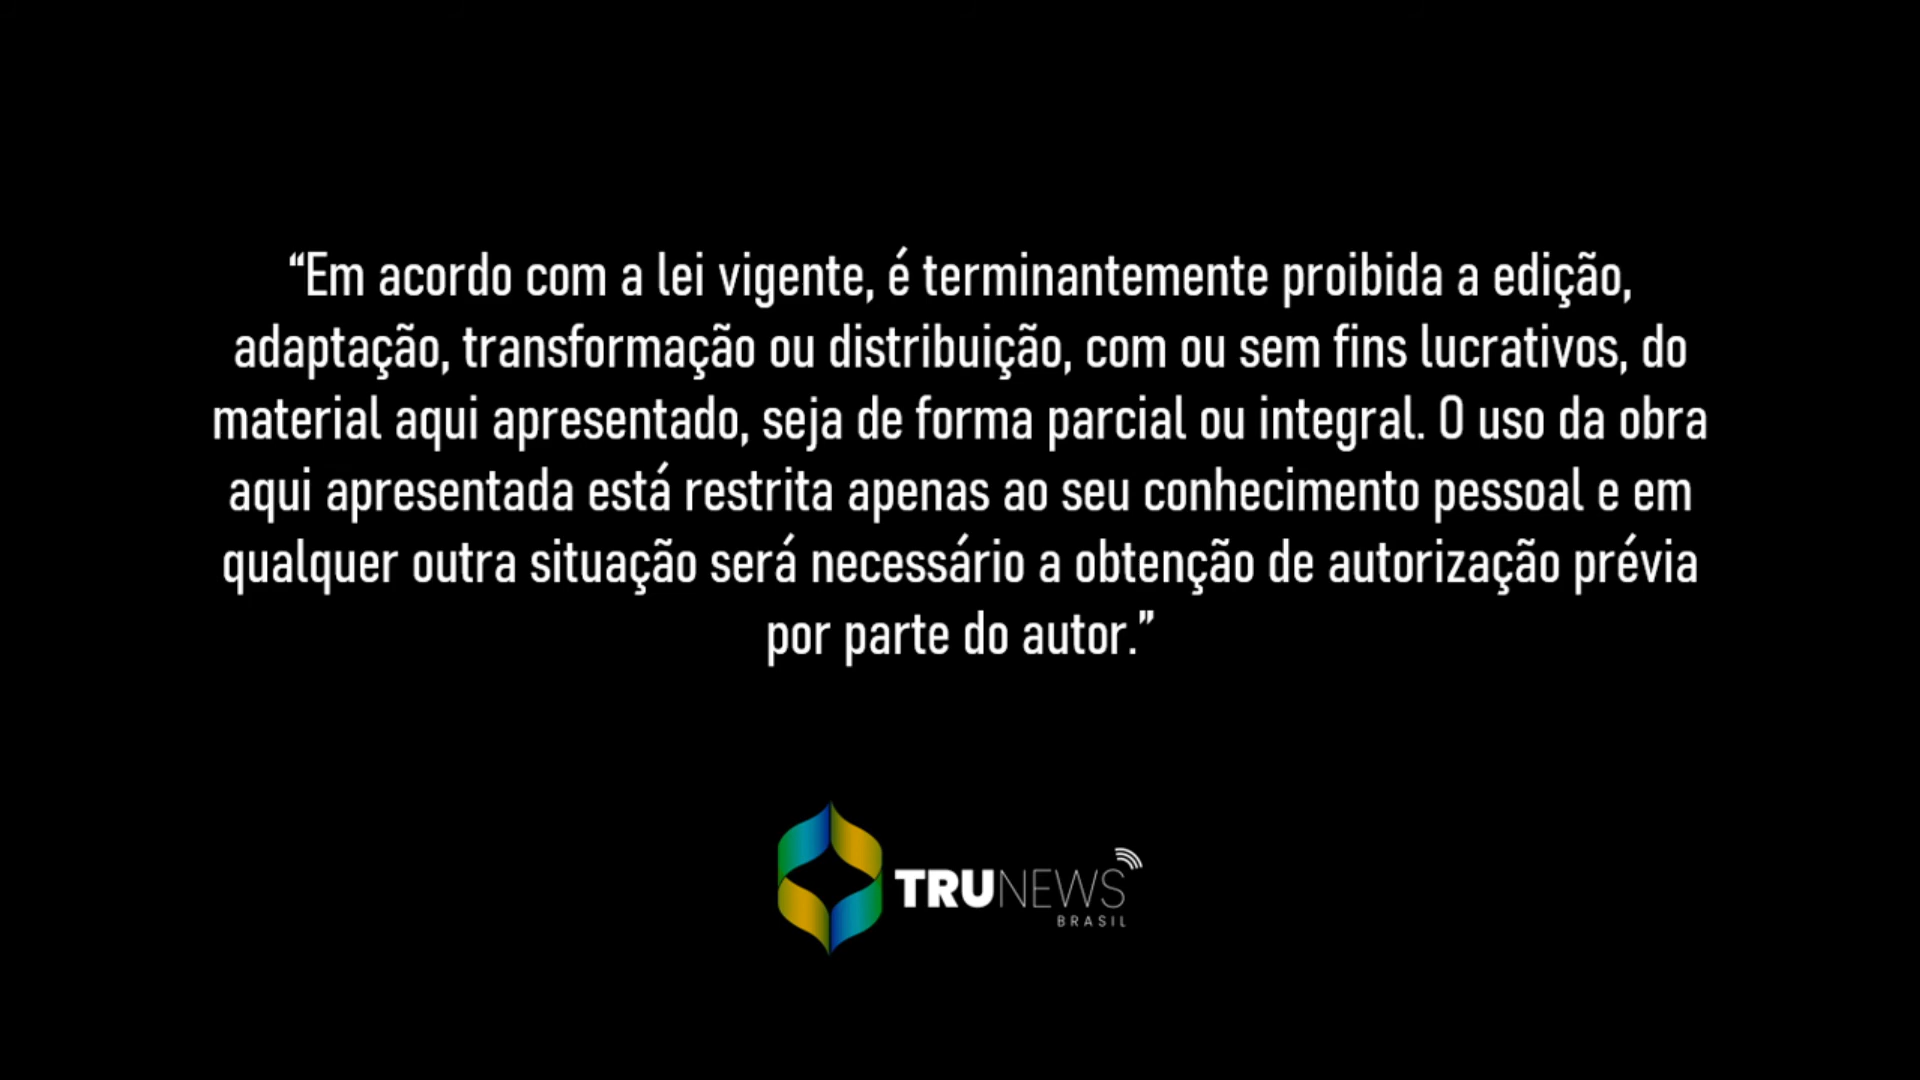 “Em acordo com a lei vigente, é terminantemente proibida a edição,
adaptação, transformação ou distribuição, com ou sem fins lucrativos, do
material aqui apresentado, seja de forma parcial ou integral. O uso da obra
aqui apresentada está restrita apenas ao seu conhecimento pessoal e em
qualquer outra situação será necessário a obtenção de autorização prévia
por parte do autor.”
TRUNEWS
BRASIL